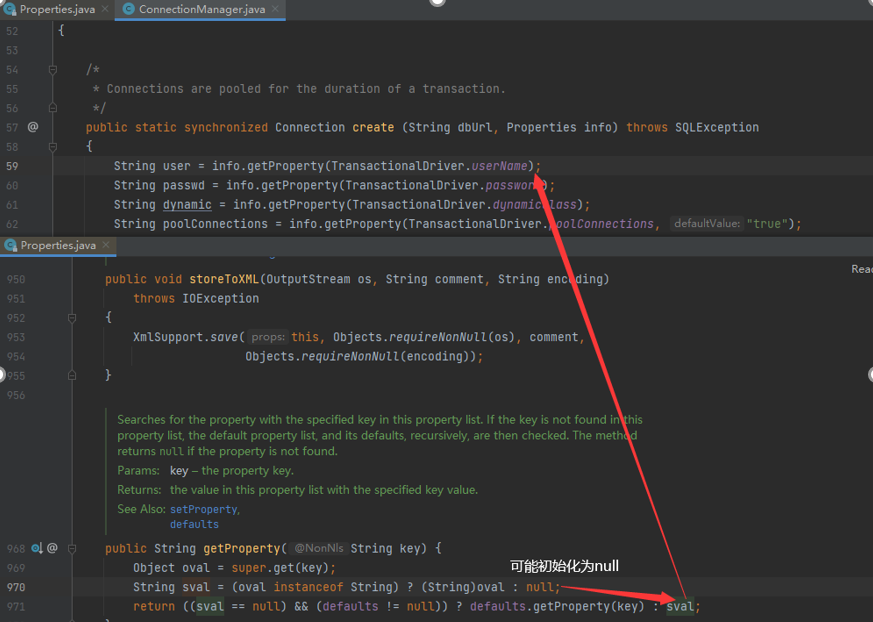 Properties.java
ConnectionManager.java
52 {
53
54 /*
55 * Connections are pooled for the duration of a transaction.
56 */
57 @ public static synchronized Connection create (String dbUrl, Properties info) throws SQLException
58 {
59 String user = info.getProperty(TransactionalDriver.userName);
60 String passwd = info.getProperty(TransactionalDriver.password);
61 String dynamic = info.getProperty(TransactionalDriver.dynamicClass);
62 String poolConnections = info.getProperty(TransactionalDriver.poolConnections, defaultValue: "true");
Properties.java
Read
950 public void storeToXML(OutputStream os, String comment, String encoding)
951 throws IOException
952 {
953 XmlSupport.save( props: this, Objects.requireNonNull(os), comment,
954 Objects.requireNonNull(encoding));
955 }
956
Searches for the property with the specified key in this property list. If the key is not found in this
property list, the default property list, and its defaults, recursively, are then checked. The method
returns null if the property is not found.
Params: key – the property key.
Returns: the value in this property list with the specified key value.
See Also: setProperty,
defaults
968 @ public String getProperty( @NonNls String key) {
可能初始化为null
969 Object oval = super.get(key);
970 String sval = (oval instanceof String) ? (String)oval : null;
971 return ((sval == null) && (defaults != null)) ? defaults.getProperty(key) : sval;